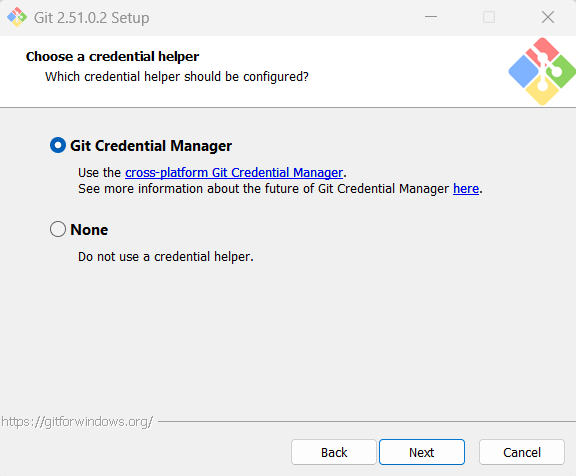 Git 2.51.0.2 Setup
Choose a credential helper
Which credential helper should be configured?
Git Credential Manager
Use the cross-platform Git Credential Manager.
See more information about the future of Git Credential Manager here.
None
Do not use a credential helper.
https://gitforwindows.org/
Back
Next
Cancel